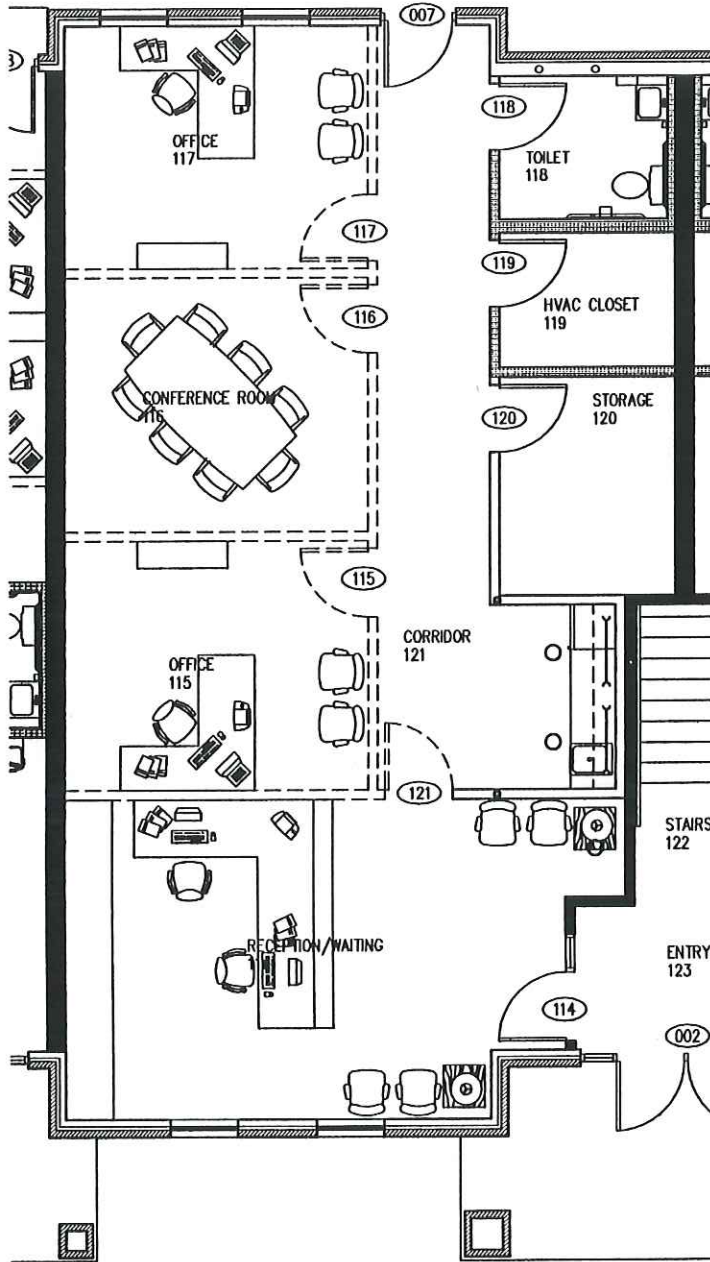 007
118
OFFICE
117
TOILET
118
117
119
116
HVAC CLOSET
119
CONFERENCE ROOM
116
120
STORAGE
120
115
CORRIDOR
121
OFFICE
115
121
STAIRS
122
RECEPTION/WAITING
ENTRY
123
114
002